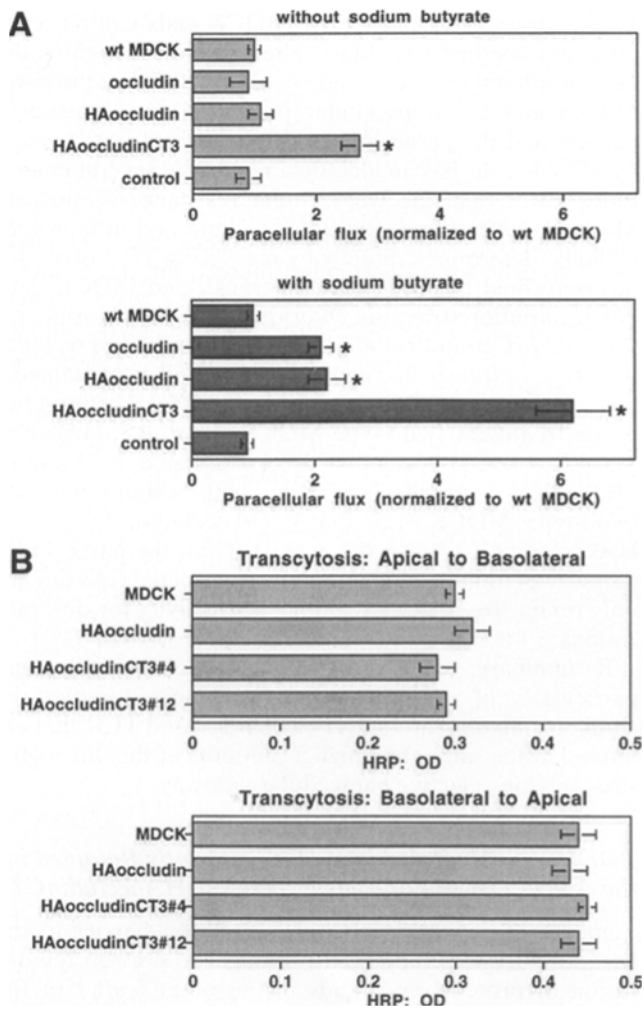 A
without sodium butyrate
wt MDCK
occludin
HAoccludin
HAoccludinCT3
*
control
0 2 4 6
Paracellular flux (normalized to wt MDCK)
with sodium butyrate
wt MDCK
occludin
*
HAoccludin
*
HAoccludinCT3
*
control
0 2 4 6
Paracellular flux (normalized to wt MDCK)
B
Transcytosis: Apical to Basolateral
MDCK
HAoccludin
HAoccludinCT3#4
HAoccludinCT3#12
0 0.1 0.2 0.3 0.4 0.5
HRP: OD
Transcytosis: Basolateral to Apical
MDCK
HAoccludin
HAoccludinCT3#4
HAoccludinCT3#12
0 0.1 0.2 0.3 0.4 0.5
HRP: OD